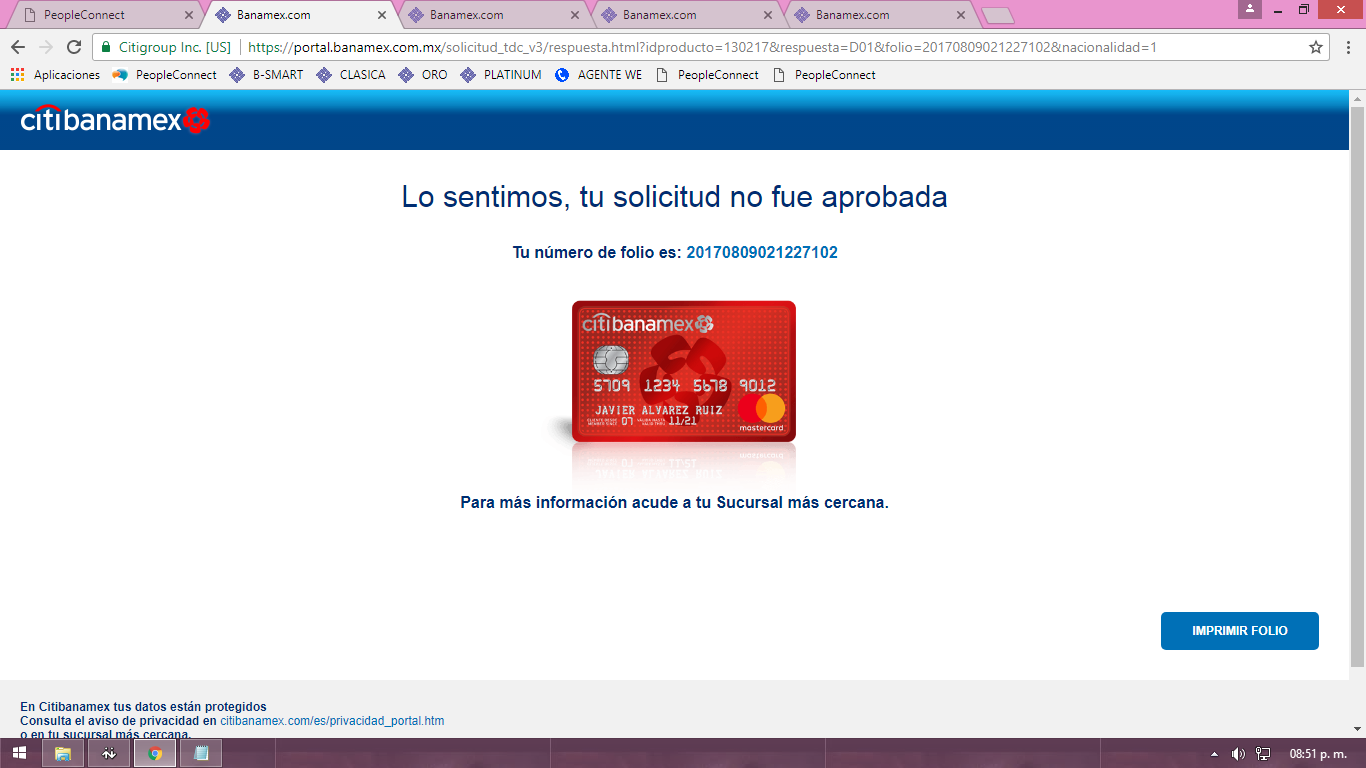 PeopleConnect
Banamex.com
Banamex.com
Banamex.com
Banamex.com
Citigroup Inc. [US]
https://portal.banamex.com.mx/solicitud_tdc_v3/respuesta.html?idproducto=130217&respuesta=D01&folio=20170809021227102&nacionalidad=1
Aplicaciones
PeopleConnect
B-SMART
CLASICA
ORO
PLATINUM
AGENTE WE
PeopleConnect
PeopleConnect
citibanamex
Lo sentimos, tu solicitud no fue aprobada
Tu número de folio es: 20170809021227102
citibanamex
5709 1234 5678 9012
JAVIER ALVAREZ RUIZ
07 11/21
mastercard
Para más información acude a tu Sucursal más cercana.
IMPRIMIR FOLIO
En Citibanamex tus datos están protegidos
Consulta el aviso de privacidad en citibanamex.com/es/privacidad_portal.htm
o en tu sucursal más cercana.
08:51 p. m.